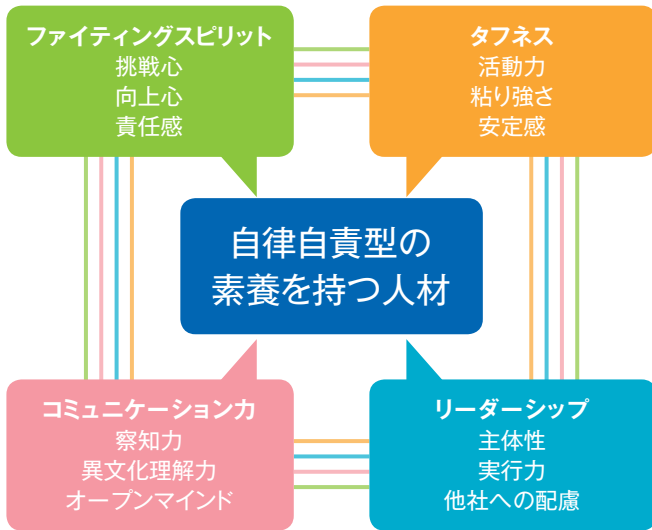 ファイティングスピリット
挑戦心
向上心
責任感
タフネス
活動力
粘り強さ
安定感
自律自責型の
素養を持つ人材
コミュニケーション力
察知力
異文化理解力
オープンマインド
リーダーシップ
主体性
実行力
他社への配慮